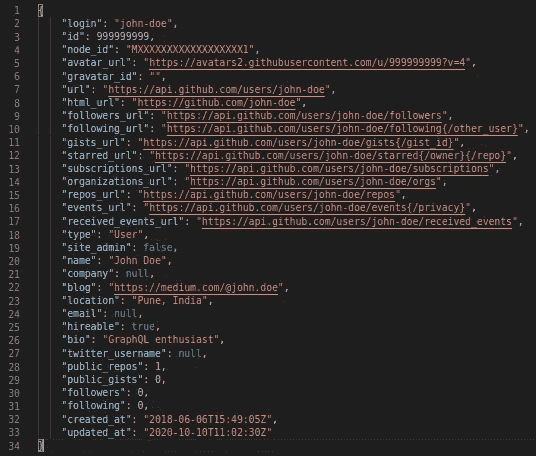 1 {
2 "login": "john-doe",
3 "id": 999999999,
4 "node_id": "MXXXXXXXXXXXXXXXXXX1",
5 "avatar_url": "https://avatars2.githubusercontent.com/u/999999999?v=4",
6 "gravatar_id": "",
7 "url": "https://api.github.com/users/john-doe",
8 "html_url": "https://github.com/john-doe",
9 "followers_url": "https://api.github.com/users/john-doe/followers",
10 "following_url": "https://api.github.com/users/john-doe/following{/other_user}",
11 "gists_url": "https://api.github.com/users/john-doe/gists{/gist_id}",
12 "starred_url": "https://api.github.com/users/john-doe/starred{/owner}{/repo}",
13 "subscriptions_url": "https://api.github.com/users/john-doe/subscriptions",
14 "organizations_url": "https://api.github.com/users/john-doe/orgs",
15 "repos_url": "https://api.github.com/users/john-doe/repos",
16 "events_url": "https://api.github.com/users/john-doe/events{/privacy}",
17 "received_events_url": "https://api.github.com/users/john-doe/received_events",
18 "type": "User",
19 "site_admin": false,
20 "name": "John Doe",
21 "company": null,
22 "blog": "https://medium.com/@john.doe",
23 "location": "Pune, India",
24 "email": null,
25 "hireable": true,
26 "bio": "GraphQL enthusiast",
27 "twitter_username": null,
28 "public_repos": 1,
29 "public_gists": 0,
30 "followers": 0,
31 "following": 0,
32 "created_at": "2018-06-06T15:49:05Z",
33 "updated_at": "2020-10-10T11:02:30Z"
34 }